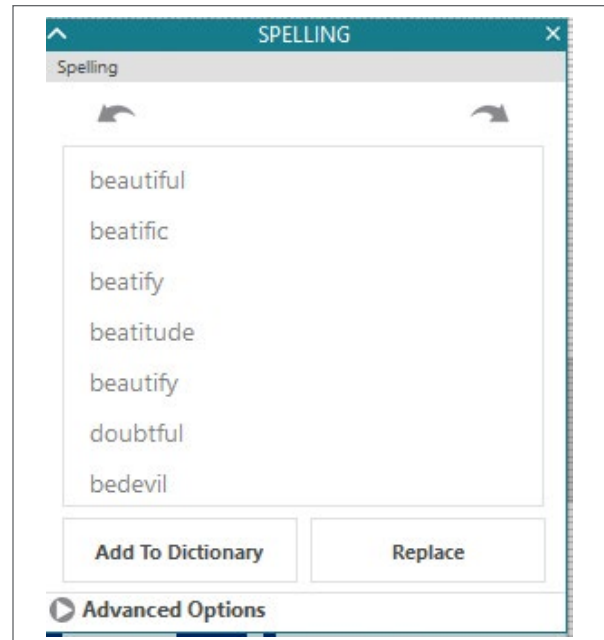 SPELLING
Spelling
beautiful
beatific
beatify
beatitude
beautify
doubtful
bedevil
Add To Dictionary Replace
Advanced Options